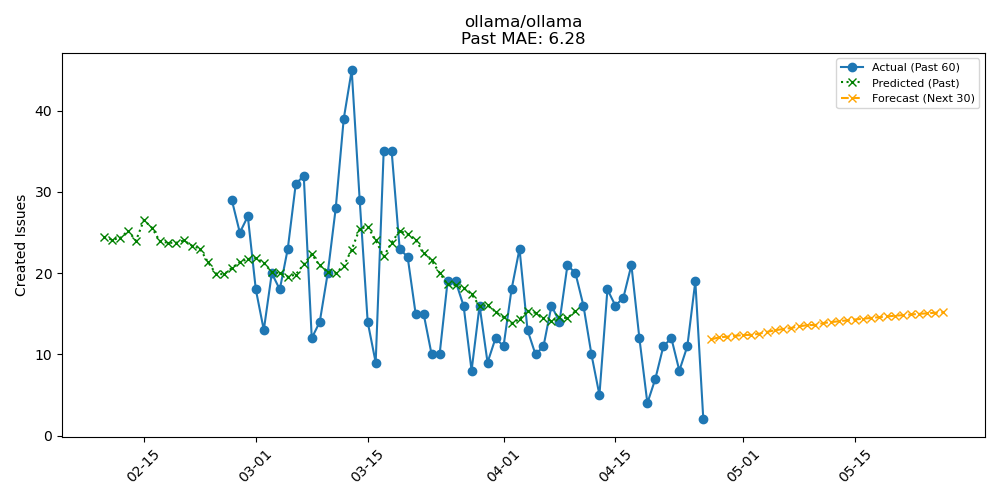 ollama/ollama
Past MAE: 6.28
Actual (Past 60)
Predicted (Past)
Forecast (Next 30)
Created Issues
40
30
20
10
0
02-15
03-01
03-15
04-01
04-15
05-01
05-15